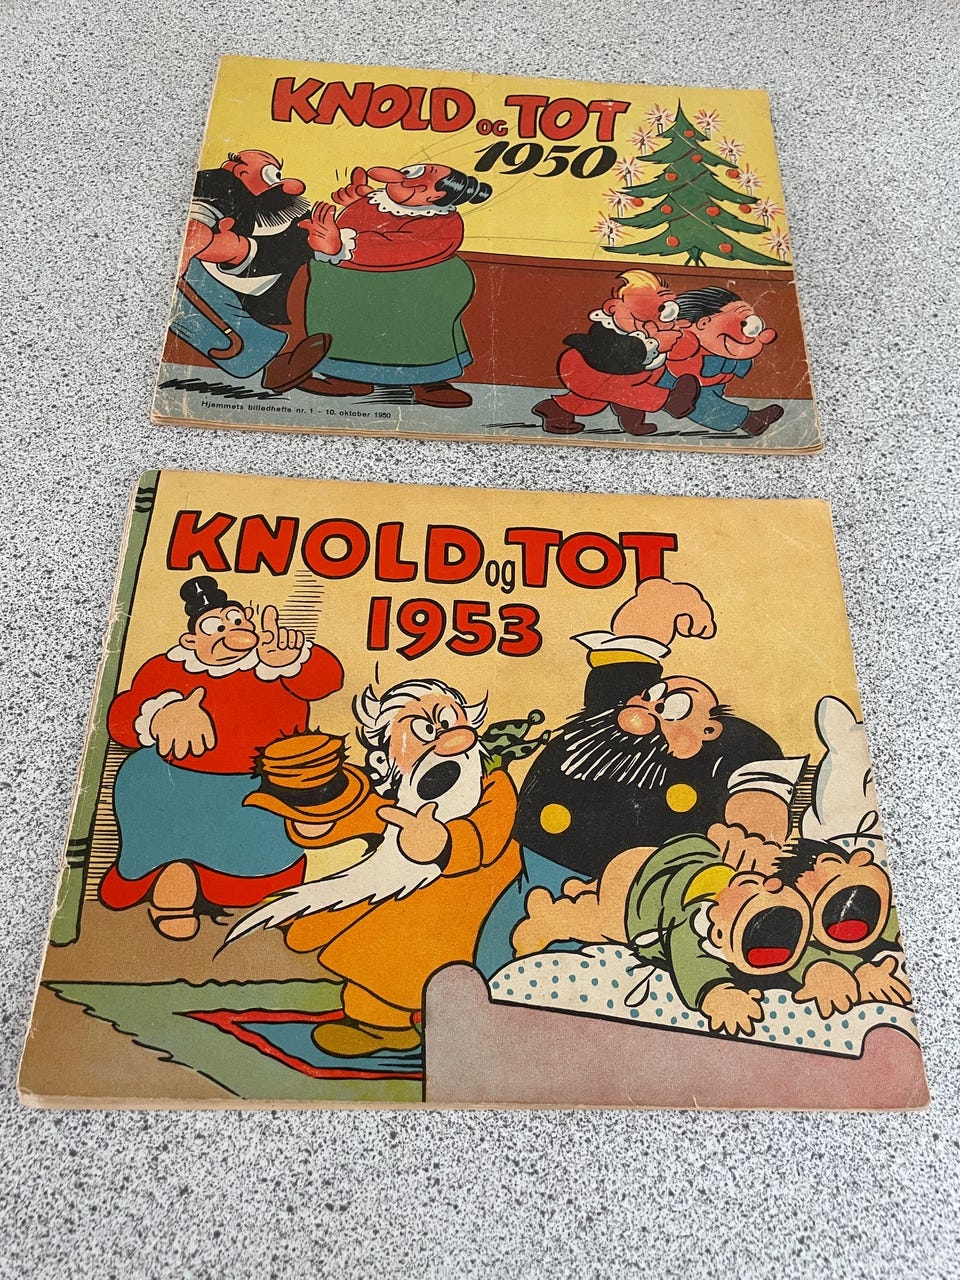 KNOLD OG TOT
1950
Hjemmets billedhefte nr. 1 - 10. oktober 1950
KNOLD og TOT
1953